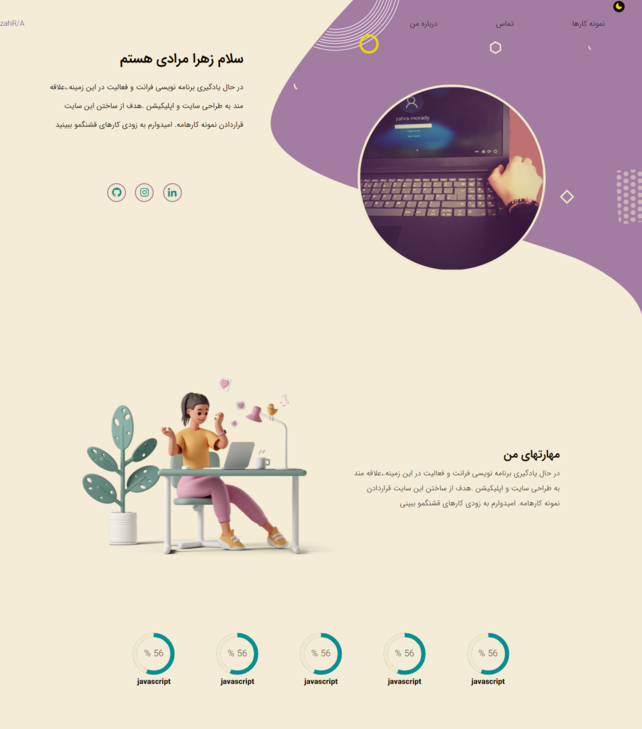 نمونه کارها
تماس
درباره من
zahR/A
سلام زهرا مرادی هستم
در حال یادگیری برنامه نویسی فرانت و فعالیت در این زمینه..علاقه
مند به طراحی سایت و اپلیکیشن .هدف از ساختن این سایت
قراردادن نمونه کارهامه. امیدوارم به زودی کارهای قشنگمو ببینید
zahra morady
in
مهارتهای من
در حال یادگیری برنامه نویسی فرانت و فعالیت در این زمینه..علاقه مند
به طراحی سایت و اپلیکیشن .هدف از ساختن این سایت قراردادن
نمونه کارهامه. امیدوارم به زودی کارهای قشنگمو ببینی
% 56 % 56 % 56 % 56 % 56
javascript javascript javascript javascript javascript